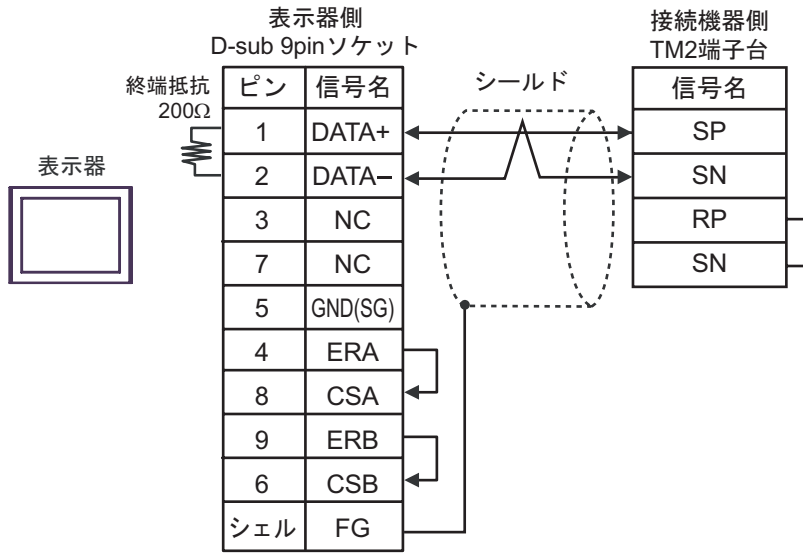 表示器側
D-sub 9pinソケット
接続機器側
TM2端子台
終端抵抗
200Ω
表示器
シールド
ピン 信号名
1 DATA+
2 DATA−
3 NC
7 NC
5 GND(SG)
4 ERA
8 CSA
9 ERB
6 CSB
シェル FG
信号名
SP
SN
RP
SN